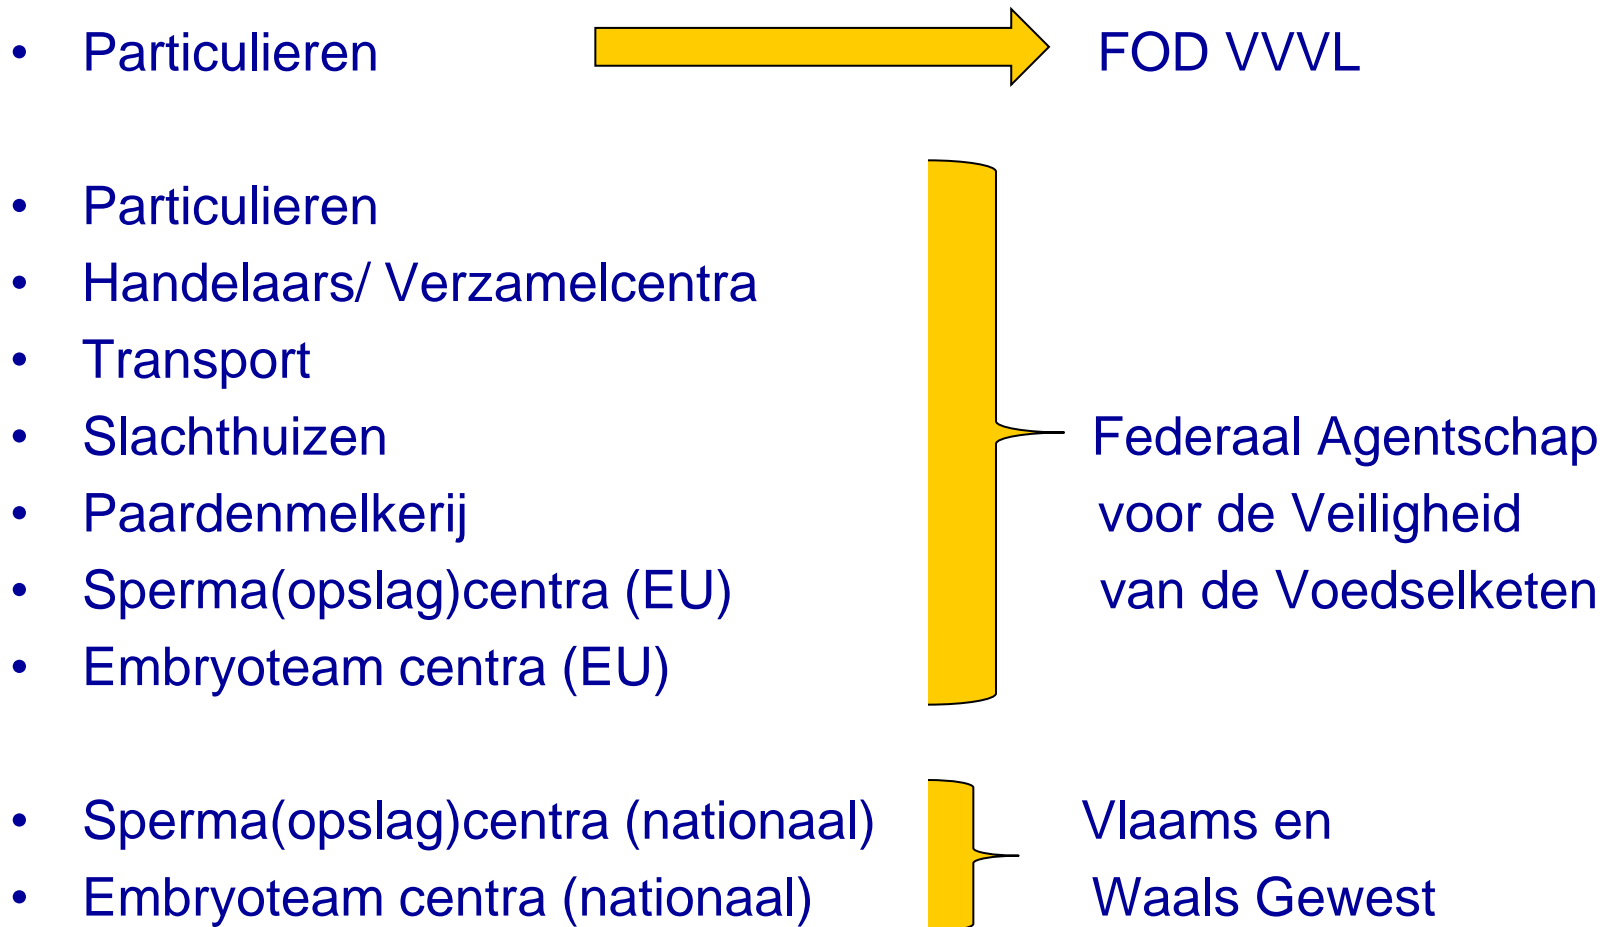 • Particulieren FOD VVVL
• Particulieren
• Handelaars/ Verzamelcentra
• Transport
• Slachthuizen Federaal Agentschap
• Paardenmelkerij voor de Veiligheid
• Sperma(opslag)centra (EU) van de Voedselketen
• Embryoteam centra (EU)
• Sperma(opslag)centra (nationaal) Vlaams en
• Embryoteam centra (nationaal) Waals Gewest